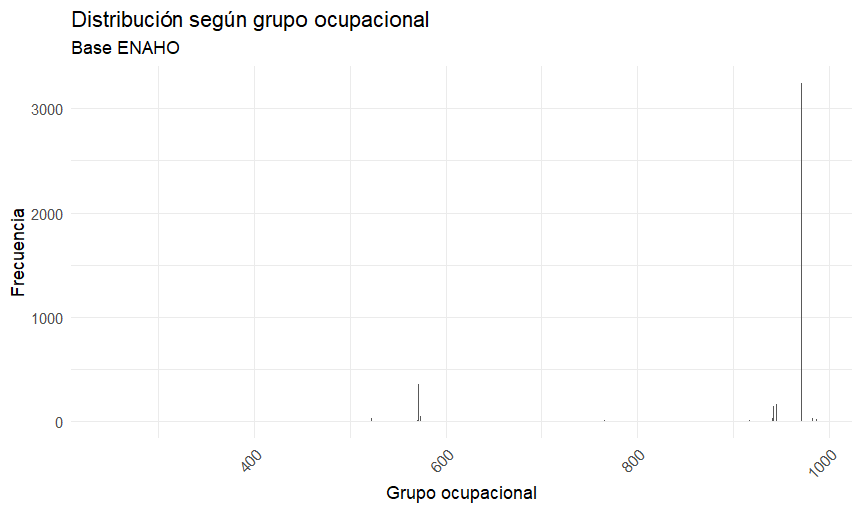 Distribución según grupo ocupacional
Base ENAHO
3000
2000
1000
0
Frecuencia
400
600
800
1000
Grupo ocupacional